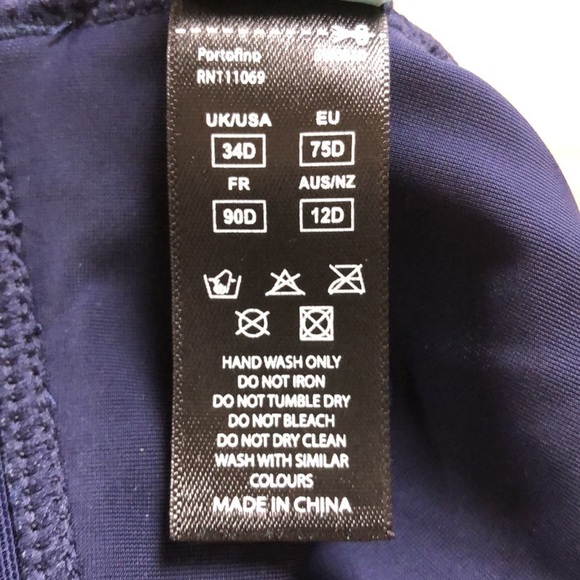 Portofino
RNT11069
UK/USA EU
34D 75D
FR AUS/NZ
90D 12D
HAND WASH ONLY
DO NOT IRON
DO NOT TUMBLE DRY
DO NOT BLEACH
DO NOT DRY CLEAN
WASH WITH SIMILAR
COLOURS
MADE IN CHINA